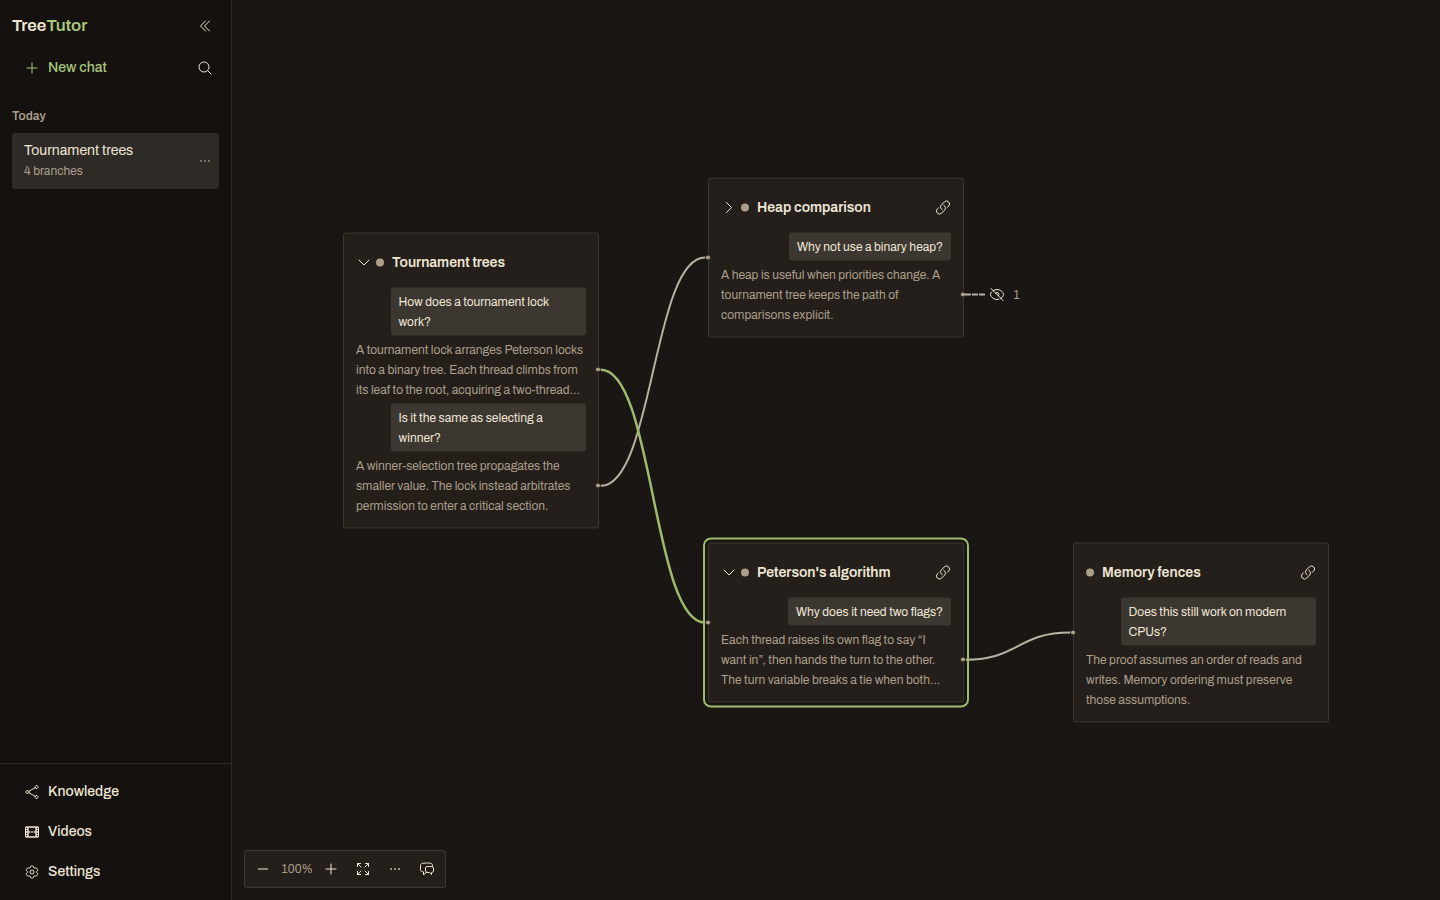 TreeTutor
New chat
Today
Tournament trees
4 branches
Tournament trees
How does a tournament lock
work?
A tournament lock arranges Peterson locks
into a binary tree. Each thread climbs from
its leaf to the root, acquiring a two-thread...
Is it the same as selecting a
winner?
A winner-selection tree propagates the
smaller value. The lock instead arbitrates
permission to enter a critical section.
Heap comparison
Why not use a binary heap?
A heap is useful when priorities change. A
tournament tree keeps the path of
comparisons explicit.
1
Peterson's algorithm
Why does it need two flags?
Each thread raises its own flag to say “I
want in”, then hands the turn to the other.
The turn variable breaks a tie when both...
Memory fences
Does this still work on modern
CPUs?
The proof assumes an order of reads and
writes. Memory ordering must preserve
those assumptions.
Knowledge
Videos
Settings
100%